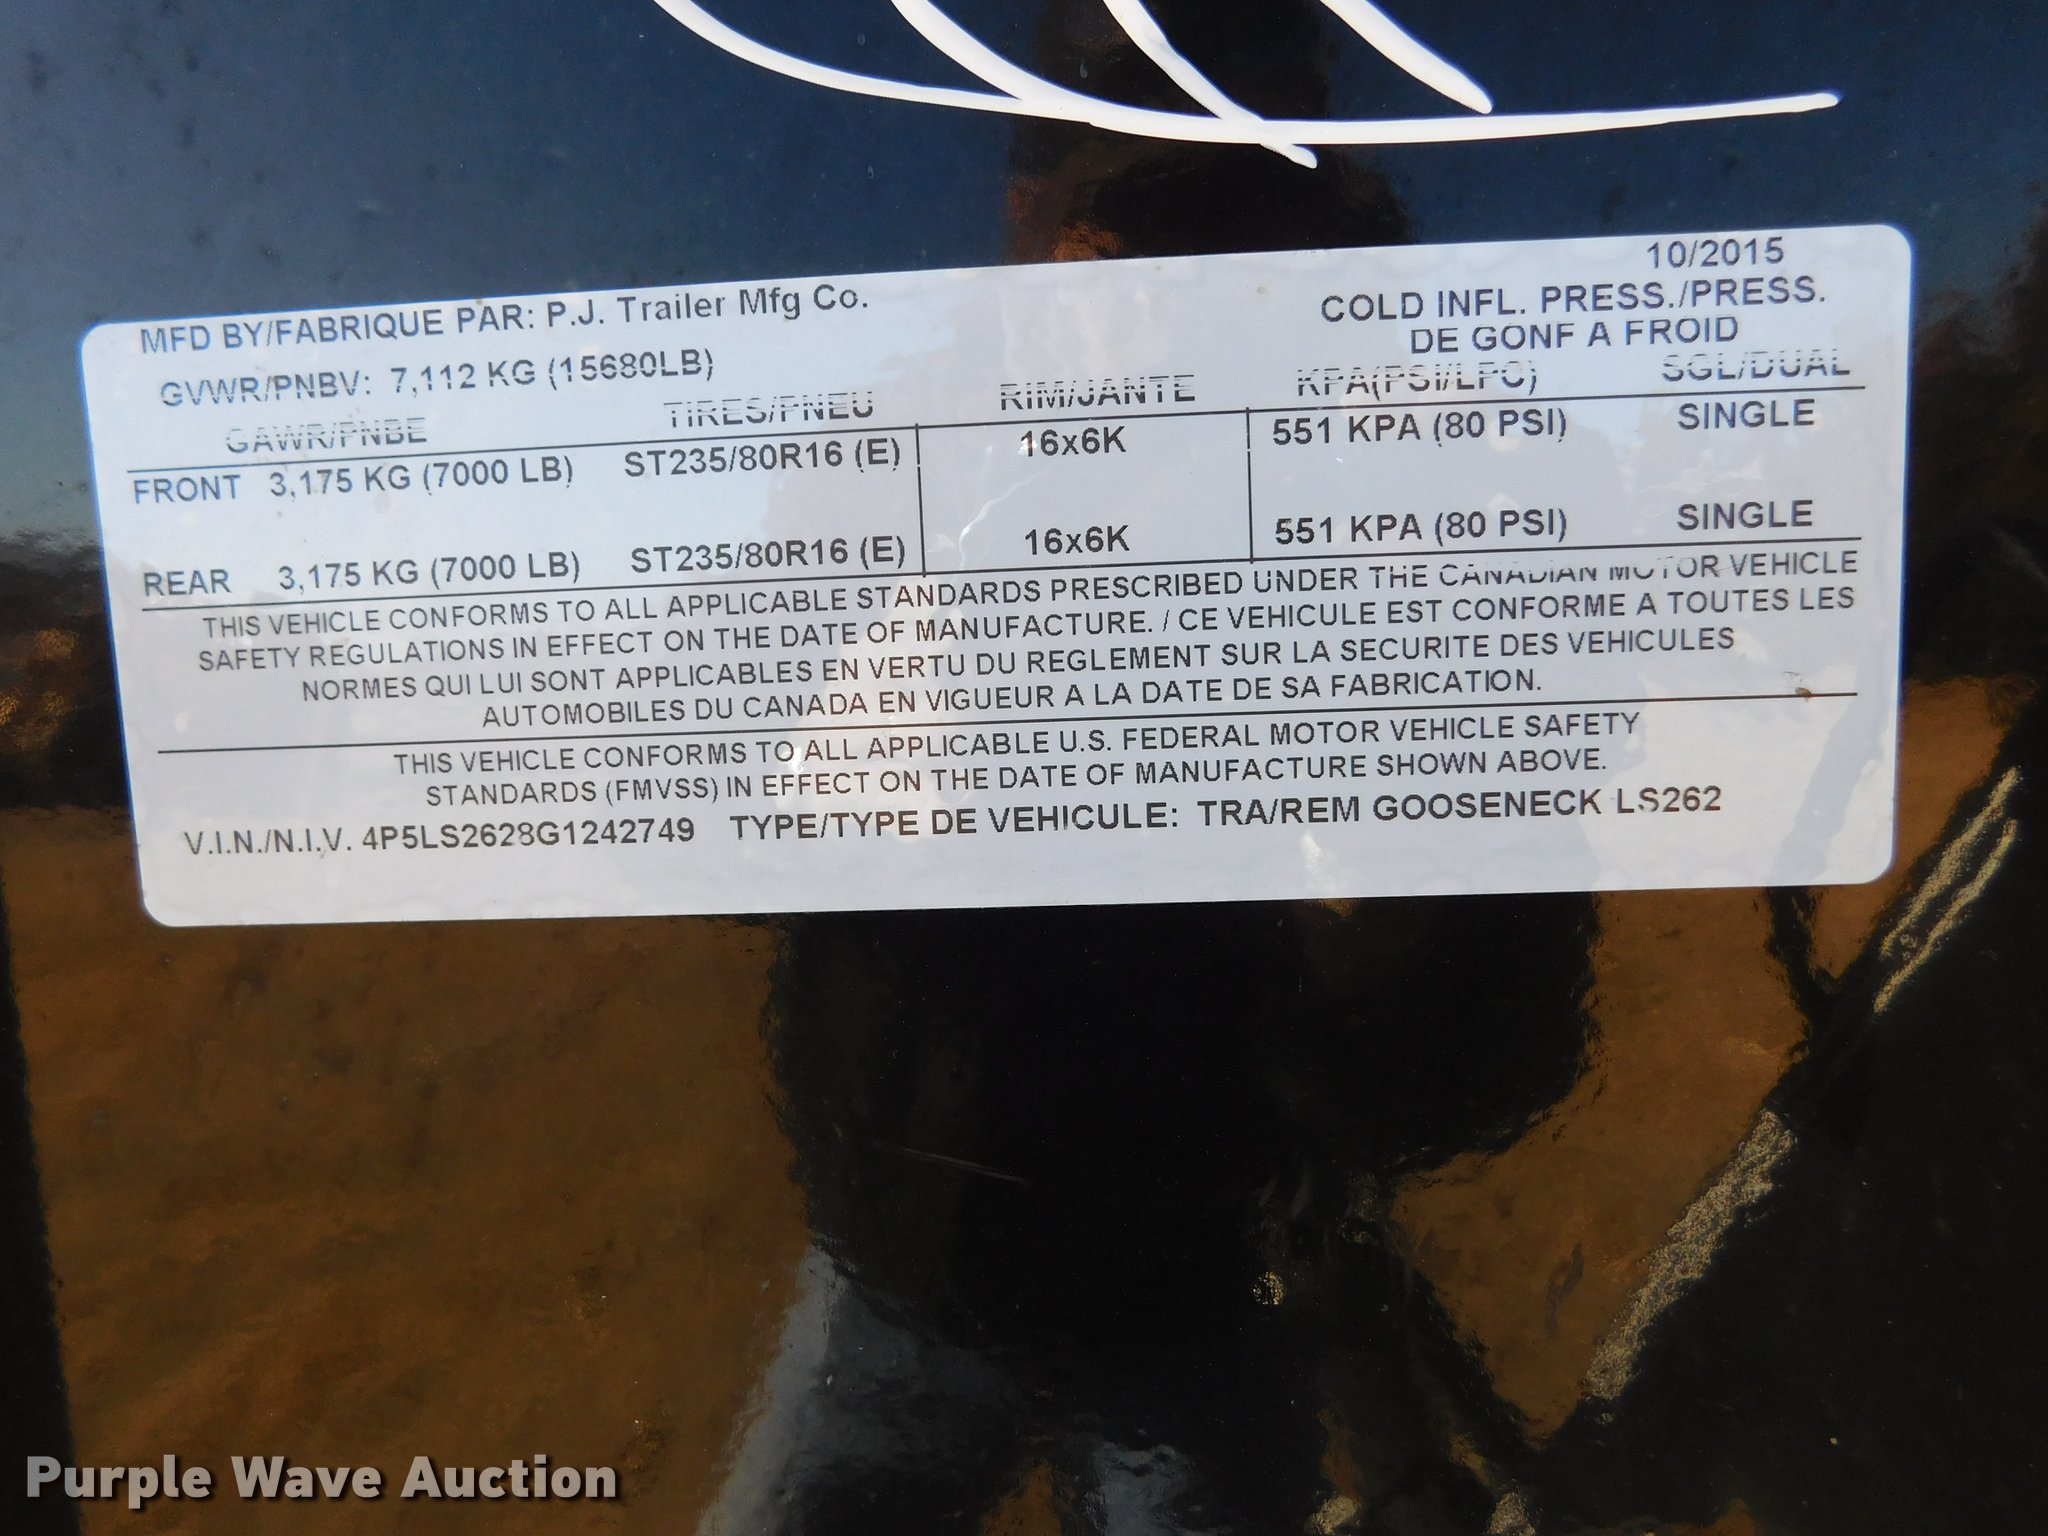 10/2015
MFD BY/FABRIQUE PAR: P.J. Trailer Mfg Co.
COLD INFL. PRESS./PRESS.
DE GONF A FROID
GVWR/PNBV: 7,112 KG (15680LB)
GAWR/PNBE TIRES/PNEU RIM/JANTE KPA(PSI/LPC) SGL/DUAL
FRONT 3,175 KG (7000 LB) ST235/80R16 (E) 16x6K 551 KPA (80 PSI) SINGLE
REAR 3,175 KG (7000 LB) ST235/80R16 (E) 16x6K 551 KPA (80 PSI) SINGLE
THIS VEHICLE CONFORMS TO ALL APPLICABLE STANDARDS PRESCRIBED UNDER THE CANADIAN MOTOR VEHICLE
SAFETY REGULATIONS IN EFFECT ON THE DATE OF MANUFACTURE. / CE VEHICULE EST CONFORME A TOUTES LES
NORMES QUI LUI SONT APPLICABLES EN VERTU DU REGLEMENT SUR LA SECURITE DES VEHICULES
AUTOMOBILES DU CANADA EN VIGUEUR A LA DATE DE SA FABRICATION.
THIS VEHICLE CONFORMS TO ALL APPLICABLE U.S. FEDERAL MOTOR VEHICLE SAFETY
STANDARDS (FMVSS) IN EFFECT ON THE DATE OF MANUFACTURE SHOWN ABOVE.
V.I.N./N.I.V. 4P5LS2628G1242749 TYPE/TYPE DE VEHICULE: TRA/REM GOOSENECK LS262
Purple Wave Auction